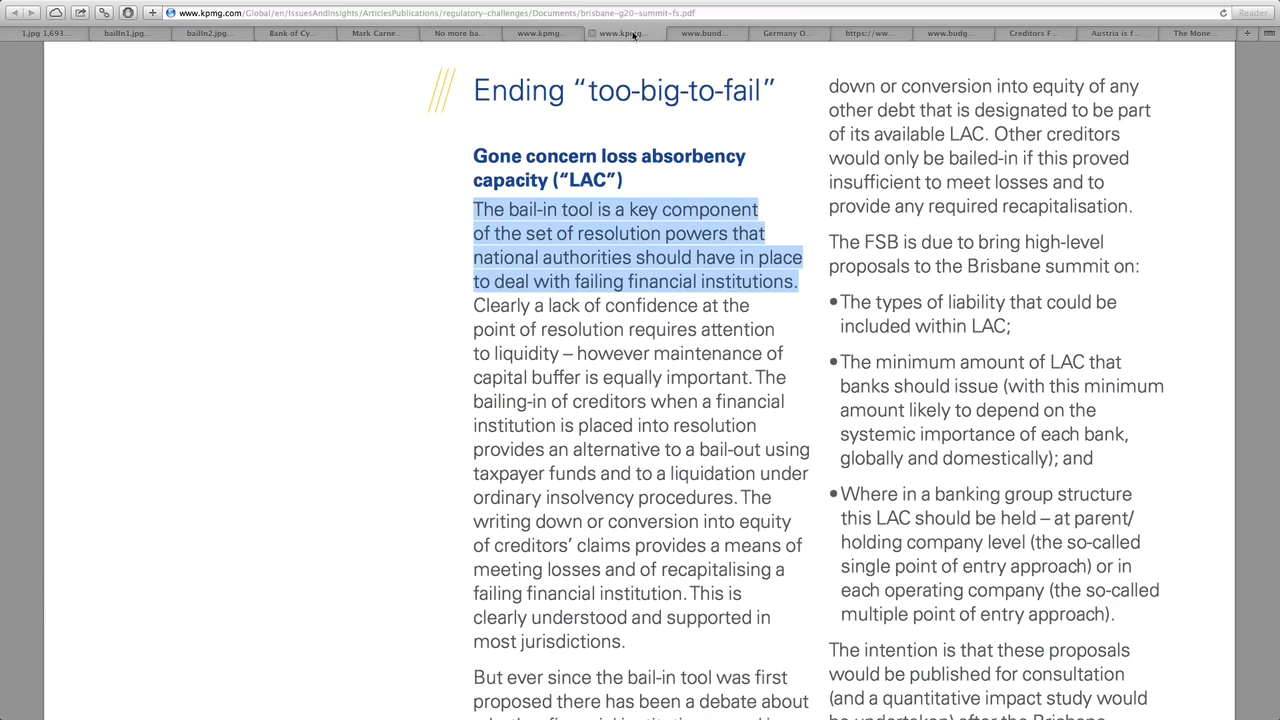 www.kpmg.com/Global/en/IssuesAndInsights/ArticlesPublications/regulatory-challenges/Documents/brisbane-g20-summit-fs.pdf
Reader
1.jpg 1,693...
bailIn1.jpg...
bailIn2.jpg...
Bank of Cy...
Mark Carne...
No more ba...
www.kpmg...
www.kpmg...
www.bund...
Germany O...
https://ww...
www.budg...
Creditors F...
Austria is f...
The Mone...
Ending “too-big-to-fail”
Gone concern loss absorbency
capacity (“LAC”)
The bail-in tool is a key component
of the set of resolution powers that
national authorities should have in place
to deal with failing financial institutions.
Clearly a lack of confidence at the
point of resolution requires attention
to liquidity – however maintenance of
capital buffer is equally important. The
bailing-in of creditors when a financial
institution is placed into resolution
provides an alternative to a bail-out using
taxpayer funds and to a liquidation under
ordinary insolvency procedures. The
writing down or conversion into equity
of creditors’ claims provides a means of
meeting losses and of recapitalising a
failing financial institution. This is
clearly understood and supported in
most jurisdictions.
But ever since the bail-in tool was first
proposed there has been a debate about
down or conversion into equity of any
other debt that is designated to be part
of its available LAC. Other creditors
would only be bailed-in if this proved
insufficient to meet losses and to
provide any required recapitalisation.
The FSB is due to bring high-level
proposals to the Brisbane summit on:
• The types of liability that could be
included within LAC;
• The minimum amount of LAC that
banks should issue (with this minimum
amount likely to depend on the
systemic importance of each bank,
globally and domestically); and
• Where in a banking group structure
this LAC should be held – at parent/
holding company level (the so-called
single point of entry approach) or in
each operating company (the so-called
multiple point of entry approach).
The intention is that these proposals
would be published for consultation
(and a quantitative impact study would